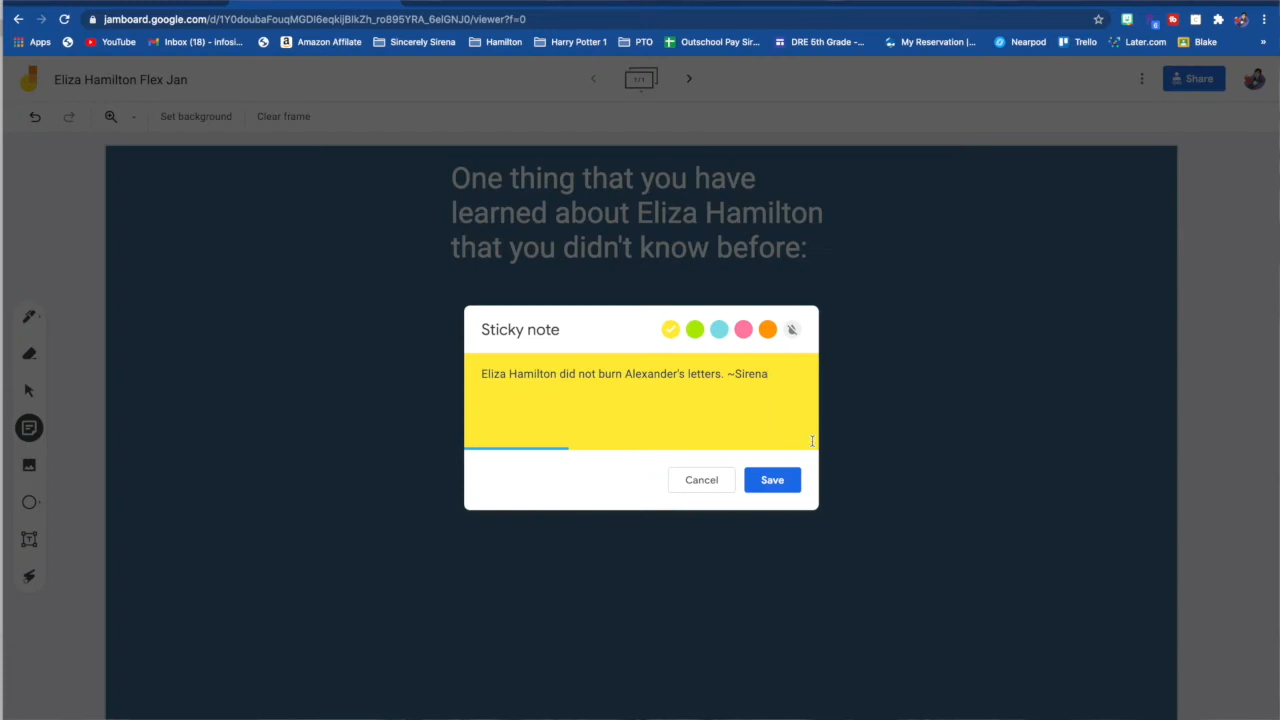 jamboard.google.com/d/1Y0doubaFouqMGDl6eqkijBlkZh_ro895YRA_6elGNJ0/viewer?f=0
Apps YouTube Inbox (18) - infosi... Amazon Affilate Sincerely Sirena Hamilton Harry Potter 1 PTO Outschool Pay Sir... DRE 5th Grade -... My Reservation |... Nearpod Trello Later.com Blake »
Eliza Hamilton Flex Jan
1/1
Share
Set background Clear frame
One thing that you have
learned about Eliza Hamilton
that you didn't know before:
Sticky note
Eliza Hamilton did not burn Alexander's letters. ~Sirena
Cancel Save